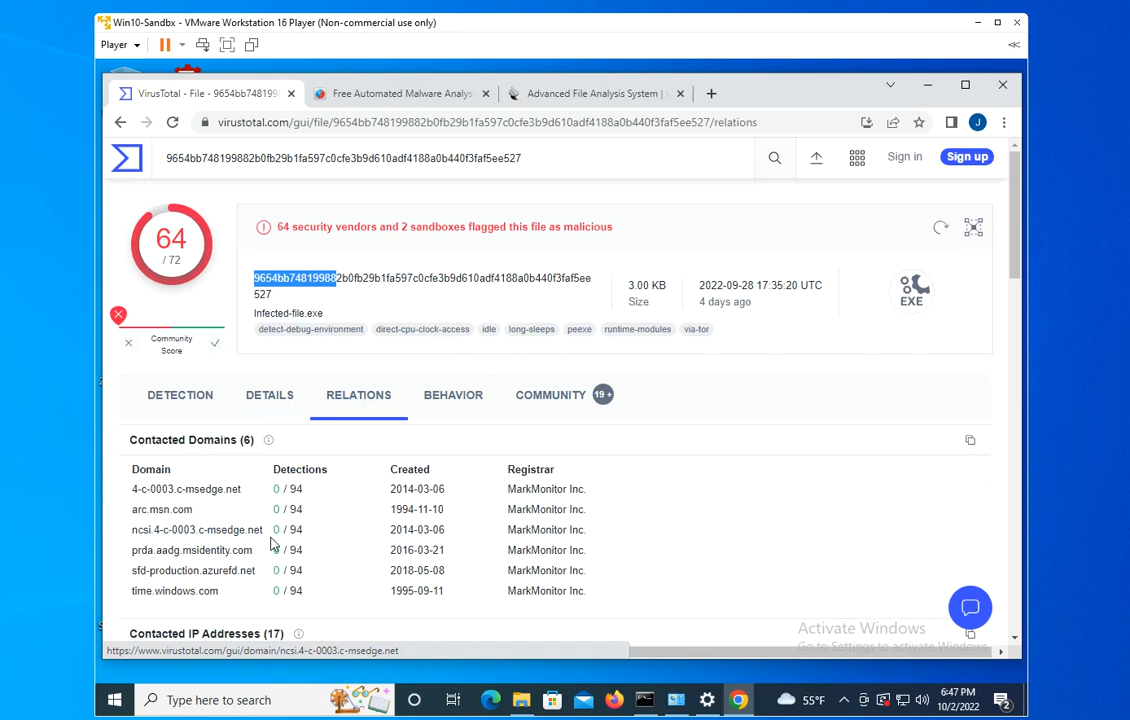 Win10-Sandbx - VMware Workstation 16 Player (Non-commercial use only)
Player
VirusTotal - File - 9654bb748199
Free Automated Malware Analys
Advanced File Analysis System |
virustotal.com/gui/file/9654bb748199882b0fb29b1fa597c0cfe3b9d610adf4188a0b440f3faf5ee527/relations
J
9654bb748199882b0fb29b1fa597c0cfe3b9d610adf4188a0b440f3faf5ee527
Sign in
Sign up
64
/ 72
64 security vendors and 2 sandboxes flagged this file as malicious
9654bb748199882b0fb29b1fa597c0cfe3b9d610adf4188a0b440f3faf5ee
527
Infected-file.exe
3.00 KB
Size
2022-09-28 17:35:20 UTC
4 days ago
EXE
detect-debug-environment direct-cpu-clock-access idle long-sleeps peexe runtime-modules via-tor
Community
Score
DETECTION DETAILS RELATIONS BEHAVIOR COMMUNITY 19 +
Contacted Domains (6)
Domain Detections Created Registrar
4-c-0003.c-msedge.net 0 / 94 2014-03-06 MarkMonitor Inc.
arc.msn.com 0 / 94 1994-11-10 MarkMonitor Inc.
ncsi.4-c-0003.c-msedge.net 0 / 94 2014-03-06 MarkMonitor Inc.
prda.aadg.msidentity.com 0 / 94 2016-03-21 MarkMonitor Inc.
sfd-production.azurefd.net 0 / 94 2018-05-08 MarkMonitor Inc.
time.windows.com 0 / 94 1995-09-11 MarkMonitor Inc.
Contacted IP Addresses (17)
Activate Windows
Go to Settings to activate Windows.
https://www.virustotal.com/gui/domain/ncsi.4-c-0003.c-msedge.net
Type here to search
55°F
6:47 PM
10/2/2022
2